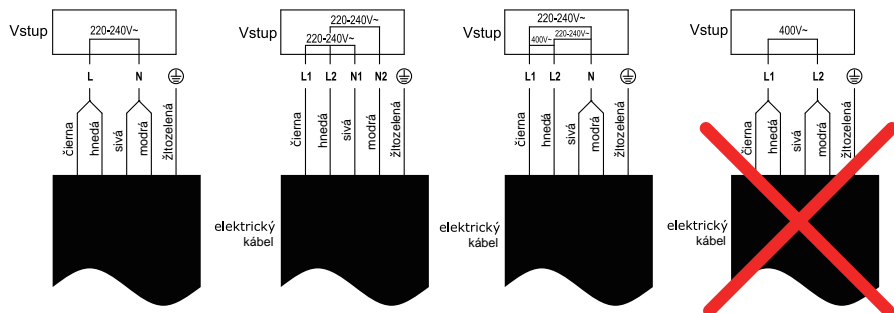 Vstup
220-240V~
L N
čierna
hnedá
sivá
modrá
žltozelená
Vstup
220-240V~
220-240V~
L1 L2 N1 N2
čierna
hnedá
sivá
modrá
žltozelená
elektrický
kábel
Vstup
220-240V~
400V~ 220-240V~
L1 L2 N
čierna
hnedá
sivá
modrá
žltozelená
elektrický
kábel
Vstup
400V~
L1 L2
čierna
hnedá
sivá
modrá
žltozelená
elektrický
kábel